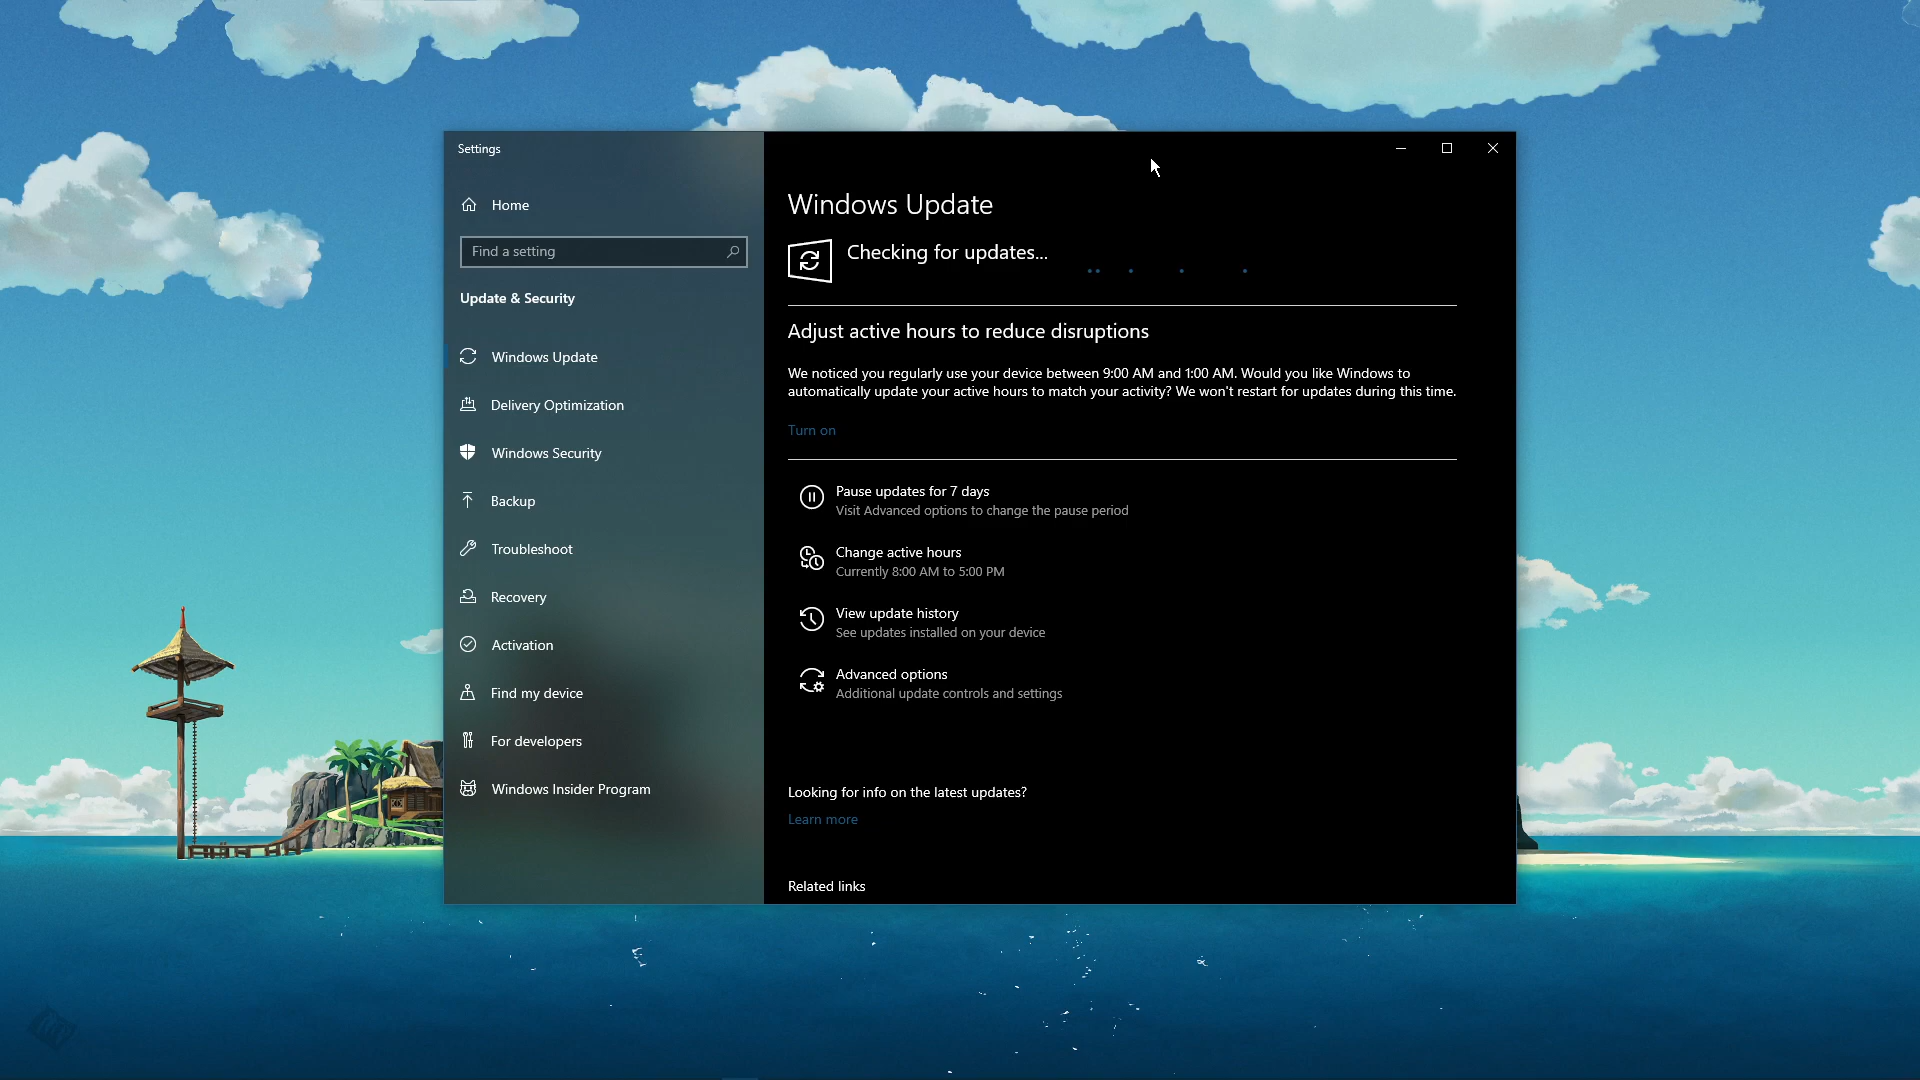 Settings
Home
Find a setting
Update & Security
Windows Update
Delivery Optimization
Windows Security
Backup
Troubleshoot
Recovery
Activation
Find my device
For developers
Windows Insider Program
Windows Update
Checking for updates...
Adjust active hours to reduce disruptions
We noticed you regularly use your device between 9:00 AM and 1:00 AM. Would you like Windows to
automatically update your active hours to match your activity? We won't restart for updates during this time.
Turn on
Pause updates for 7 days
Visit Advanced options to change the pause period
Change active hours
Currently 8:00 AM to 5:00 PM
View update history
See updates installed on your device
Advanced options
Additional update controls and settings
Looking for info on the latest updates?
Learn more
Related links